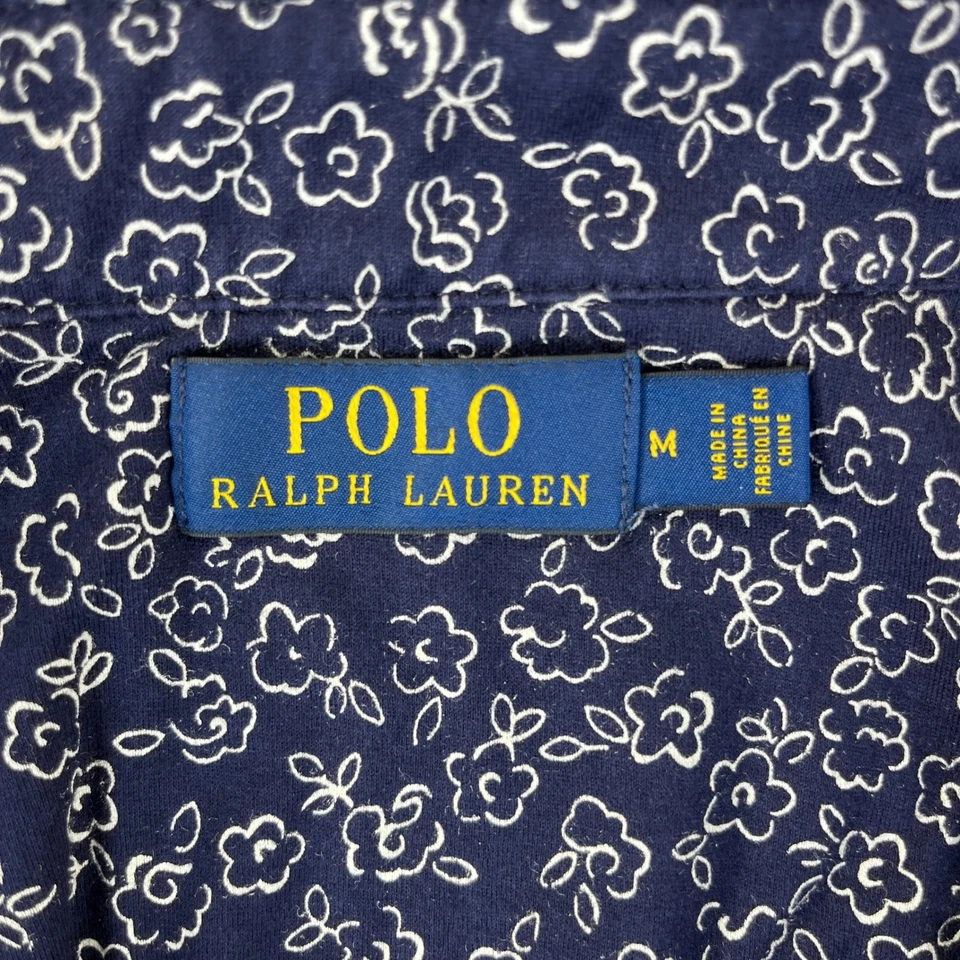 POLO
RALPH LAUREN
M
MADE IN
CHINA
FABRIQUÉ EN
CHINE